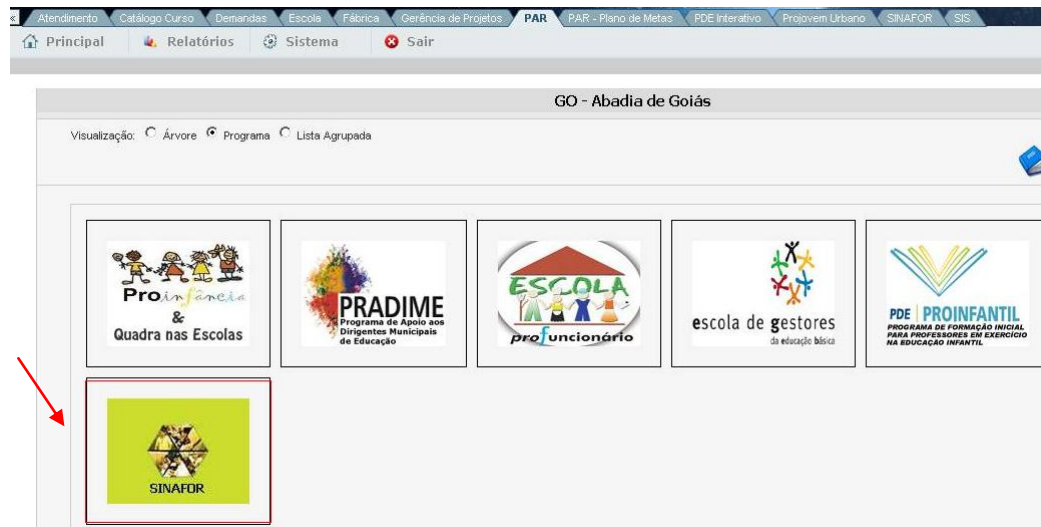 « Atendimento Catálogo Curso Demandas Escola Fábrica Gerência de Projetos PAR PAR - Plano de Metas PDE Interativo Projovem Urbano SINAFOR SIS
Principal Relatórios Sistema Sair
GO - Abadia de Goiás
Visualização: Árvore Programa Lista Agrupada
Proinfância
&
Quadra nas Escolas
PRADIME
Programa de Apoio aos
Dirigentes Municipais
de Educação
ESCOLA
profuncionário
escola de gestores
da educação básica
PDE | PROINFANTIL
PROGRAMA DE FORMAÇÃO INICIAL
PARA PROFESSORES EM EXERCÍCIO
NA EDUCAÇÃO INFANTIL
SINAFOR